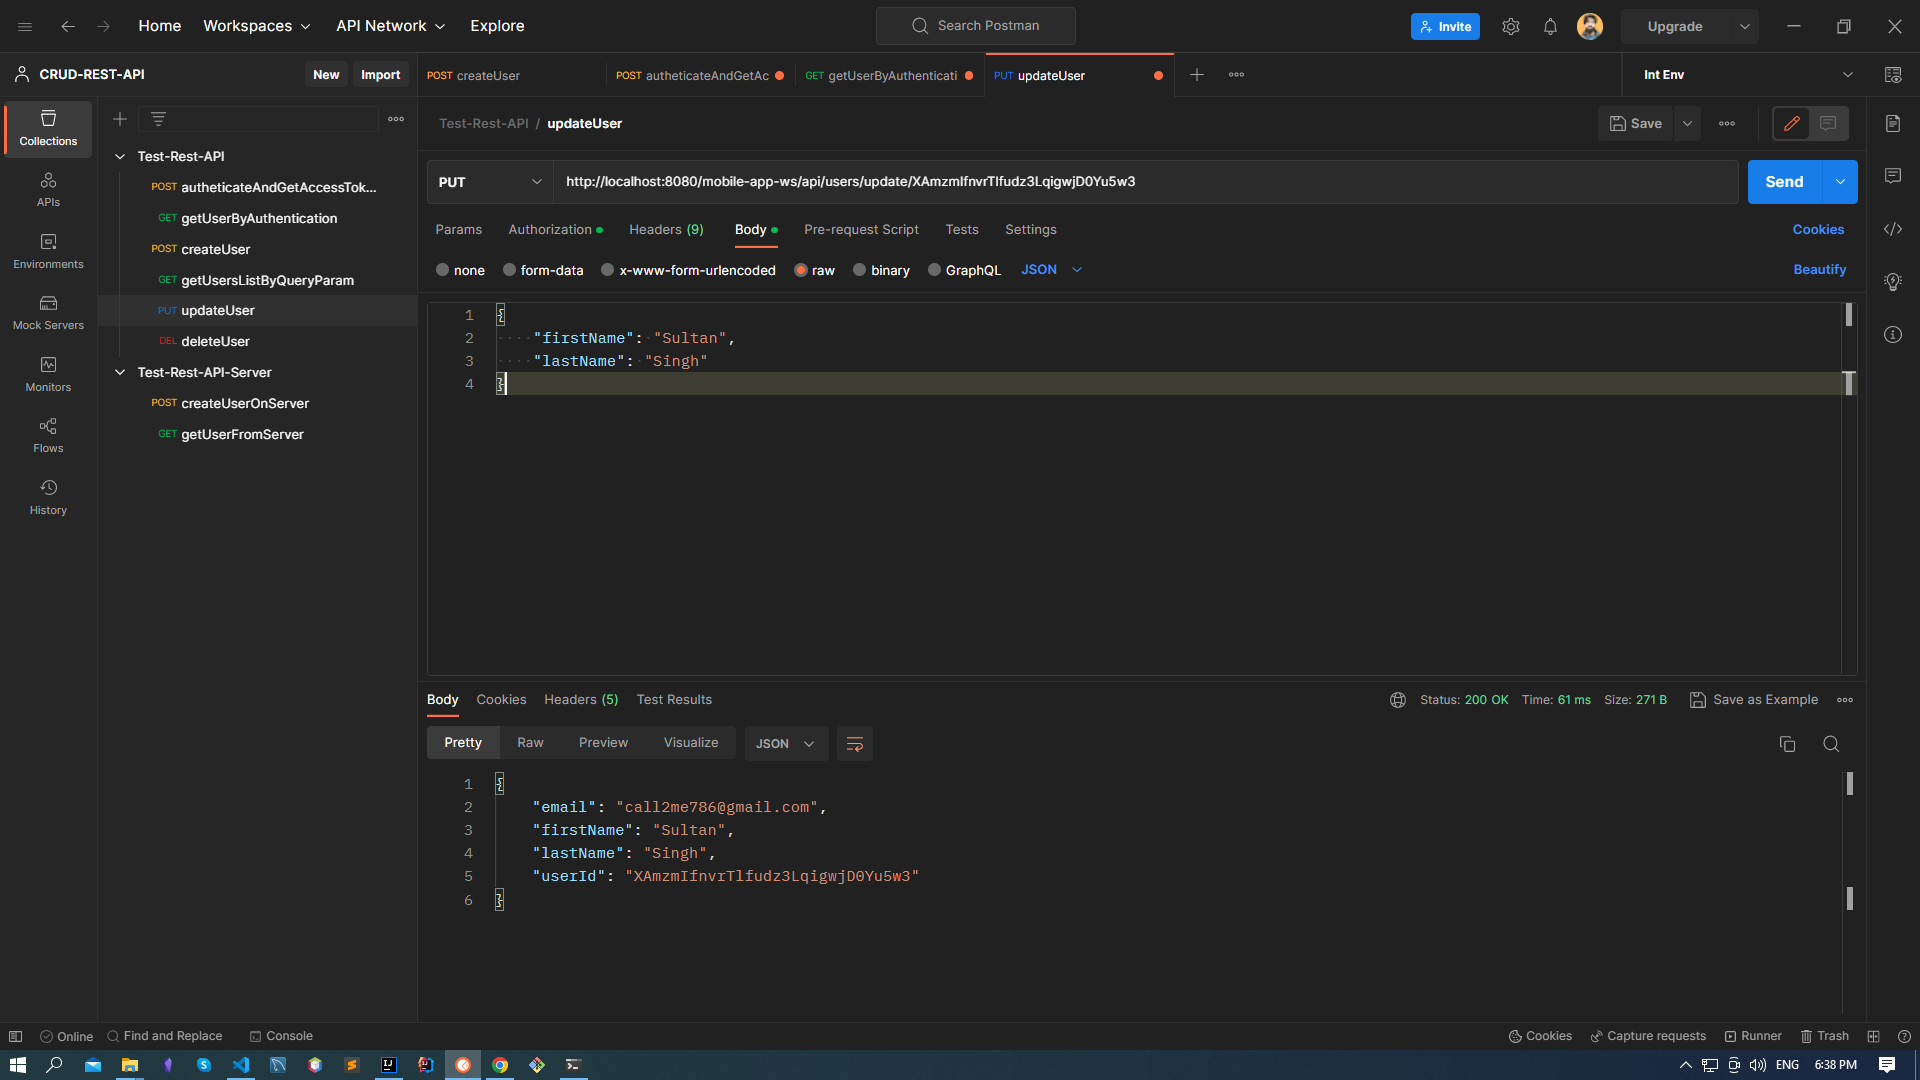 Home Workspaces API Network Explore Search Postman Invite Upgrade
CRUD-REST-API New Import
POST createUser POST autheticateAndGetAc GET getUserByAuthenticati PUT updateUser Int Env
Collections
APIs
Environments
Mock Servers
Monitors
Flows
History
Test-Rest-API
POST autheticateAndGetAccessTok...
GET getUserByAuthentication
POST createUser
GET getUsersListByQueryParam
PUT updateUser
DEL deleteUser
Test-Rest-API-Server
POST createUserOnServer
GET getUserFromServer
Test-Rest-API / updateUser Save
PUT http://localhost:8080/mobile-app-ws/api/users/update/XAmzmIfnvrTlfudz3LqigwjD0Yu5w3 Send
Params Authorization Headers (9) Body Pre-request Script Tests Settings Cookies
none form-data x-www-form-urlencoded raw binary GraphQL JSON Beautify
1 {
2 "firstName": "Sultan",
3 "lastName": "Singh"
4 }
Body Cookies Headers (5) Test Results Status: 200 OK Time: 61 ms Size: 271 B Save as Example
Pretty Raw Preview Visualize JSON
1 {
2 "email": "call2me786@gmail.com",
3 "firstName": "Sultan",
4 "lastName": "Singh",
5 "userId": "XAmzmIfnvrTlfudz3LqigwjD0Yu5w3"
6 }
Online Find and Replace Console Cookies Capture requests Runner Trash
ENG 6:38 PM